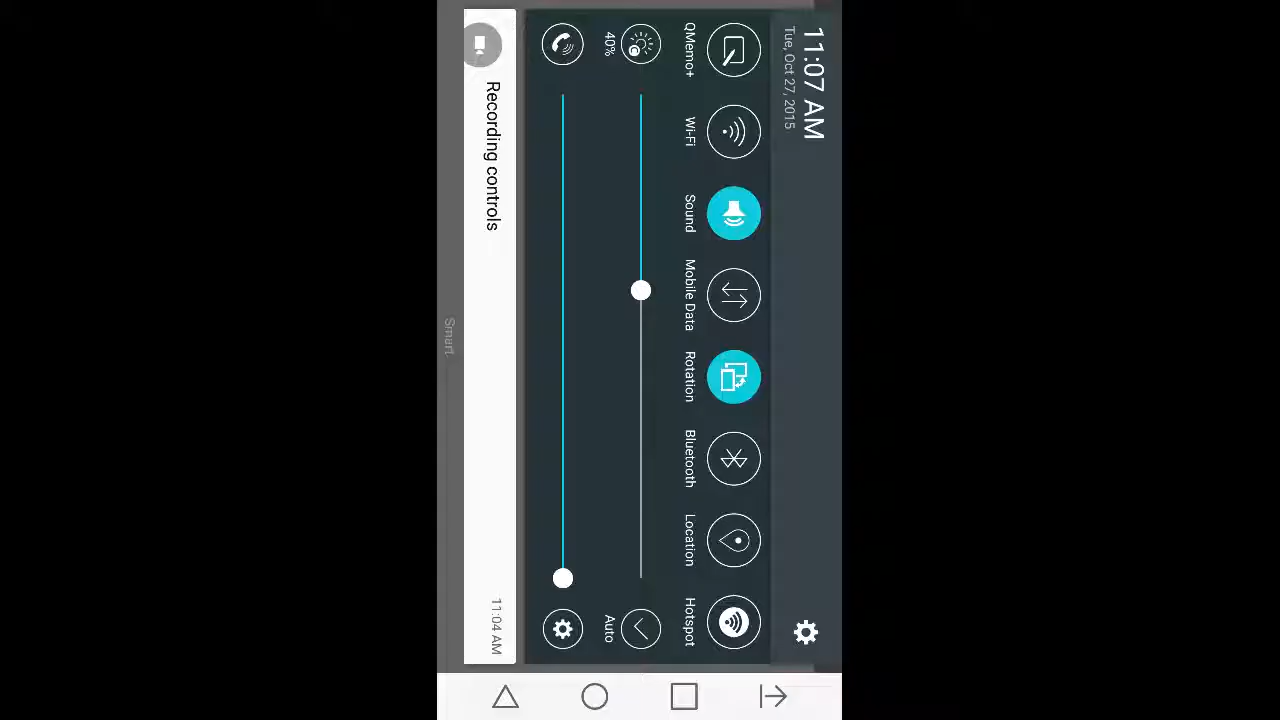 11:07 AM
Tue, Oct 27, 2015
QMemo+ Wi-Fi Sound Mobile Data Rotation Bluetooth Location Hotspot
40% Auto
Recording controls 11:04 AM
Smart